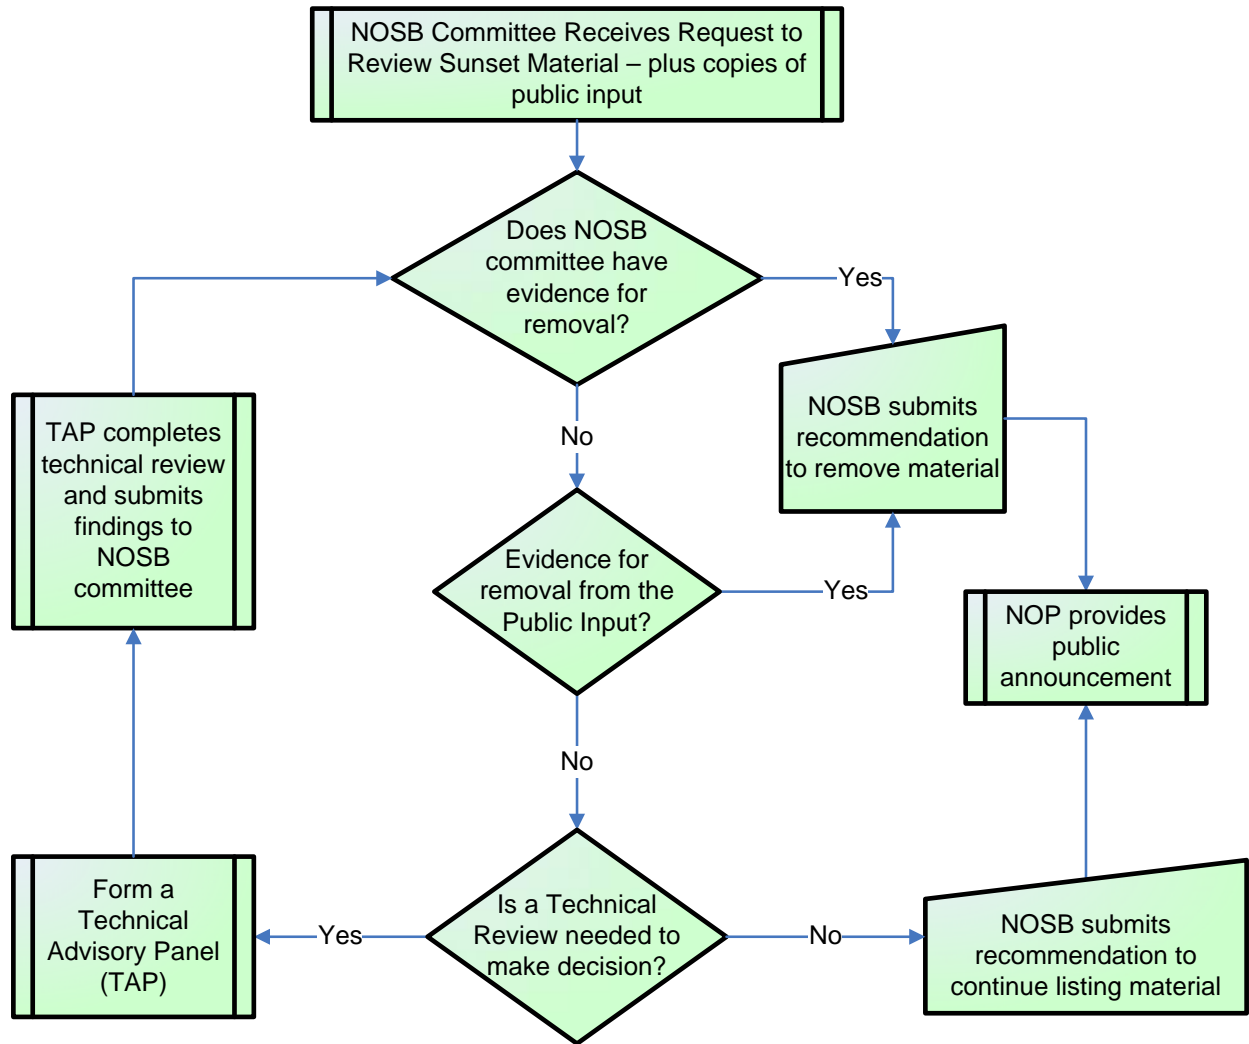 NOSB Committee Receives Request to
Review Sunset Material – plus copies of
public input
Does NOSB
committee have
evidence for
removal?
Yes
NOSB submits
recommendation
to remove material
No
TAP completes
technical review
and submits
findings to
NOSB
committee
Evidence for
removal from the
Public Input?
Yes
NOP provides
public
announcement
No
Is a Technical
Review needed to
make decision?
Yes
Form a
Technical
Advisory Panel
(TAP)
No
NOSB submits
recommendation to
continue listing material